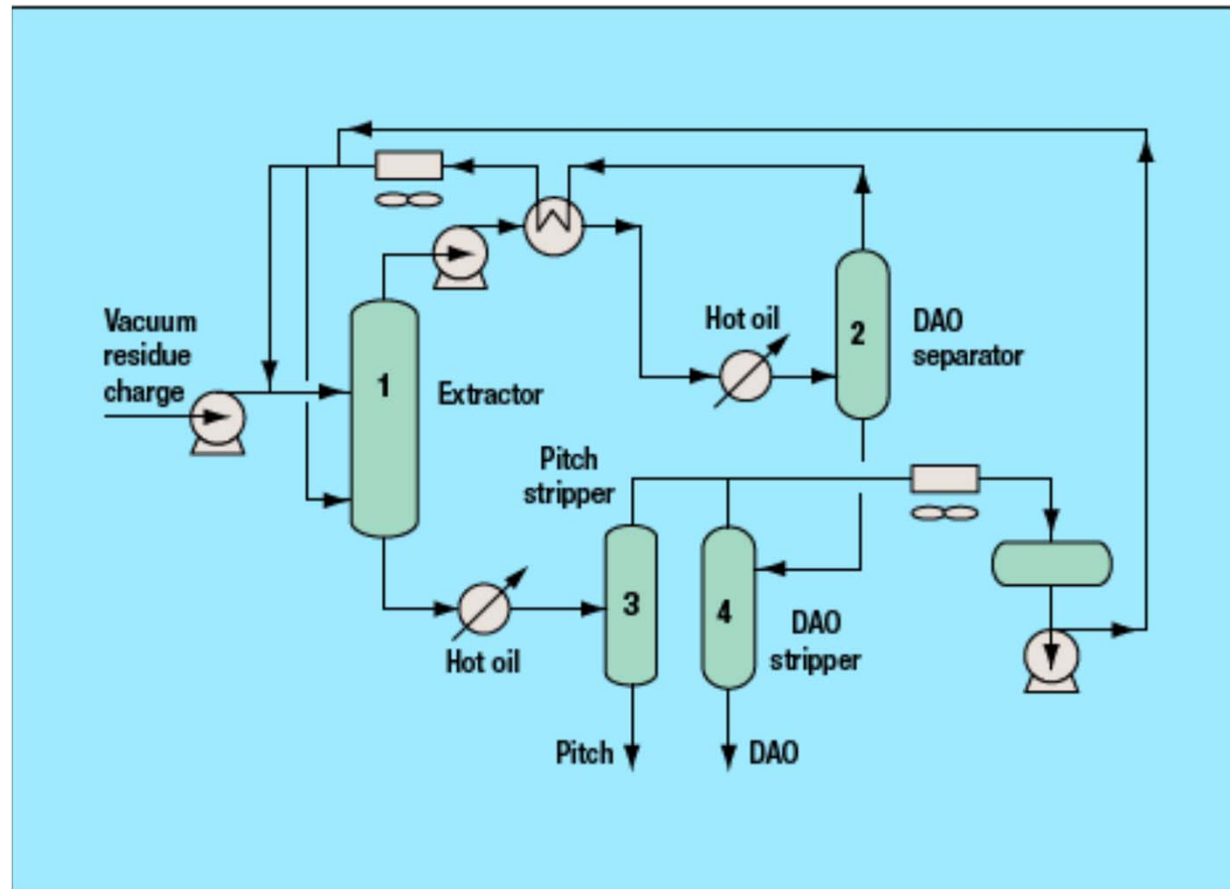 Vacuum
residue
charge
1
Extractor
Hot oil
2
DAO
separator
Pitch
stripper
Hot oil
3
4
DAO
stripper
Pitch
DAO